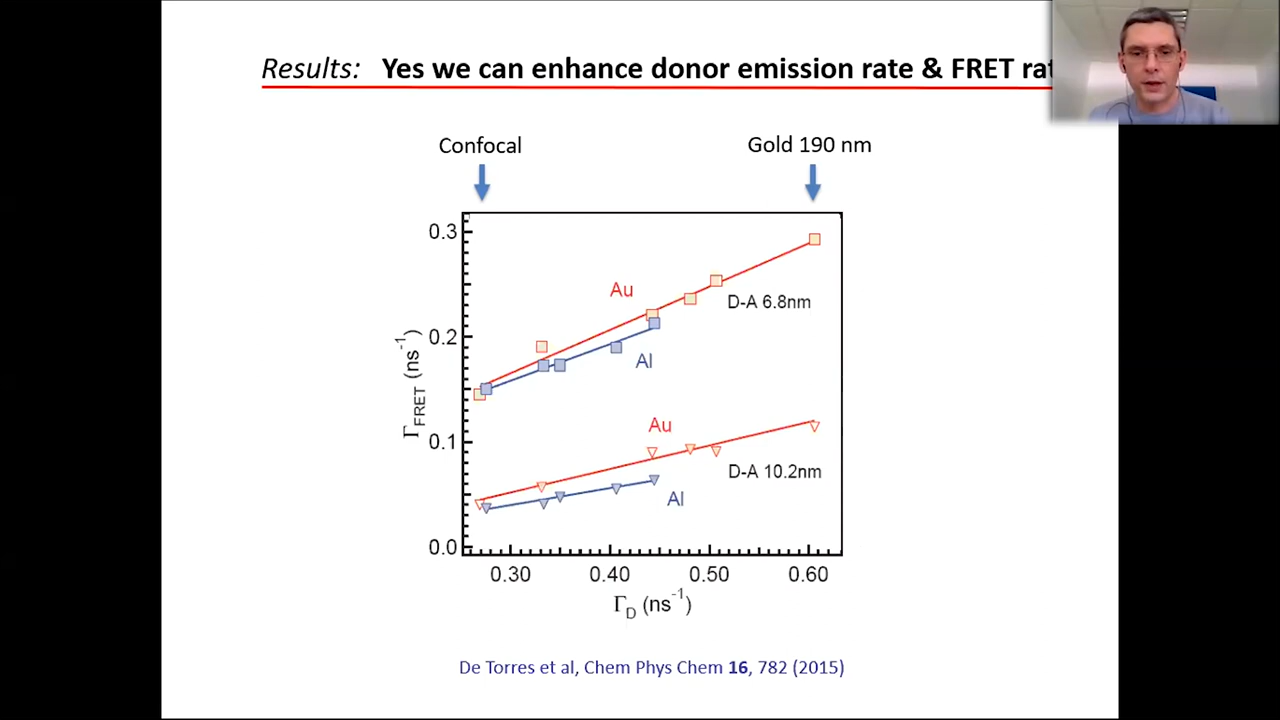 Results: Yes we can enhance donor emission rate & FRET rat
Confocal
Gold 190 nm
0.3
0.2
0.1
0.0
ΓFRET (ns-1)
Au
D-A 6.8nm
Al
Au
D-A 10.2nm
Al
0.30 0.40 0.50 0.60
ΓD (ns-1)
De Torres et al, Chem Phys Chem 16, 782 (2015)